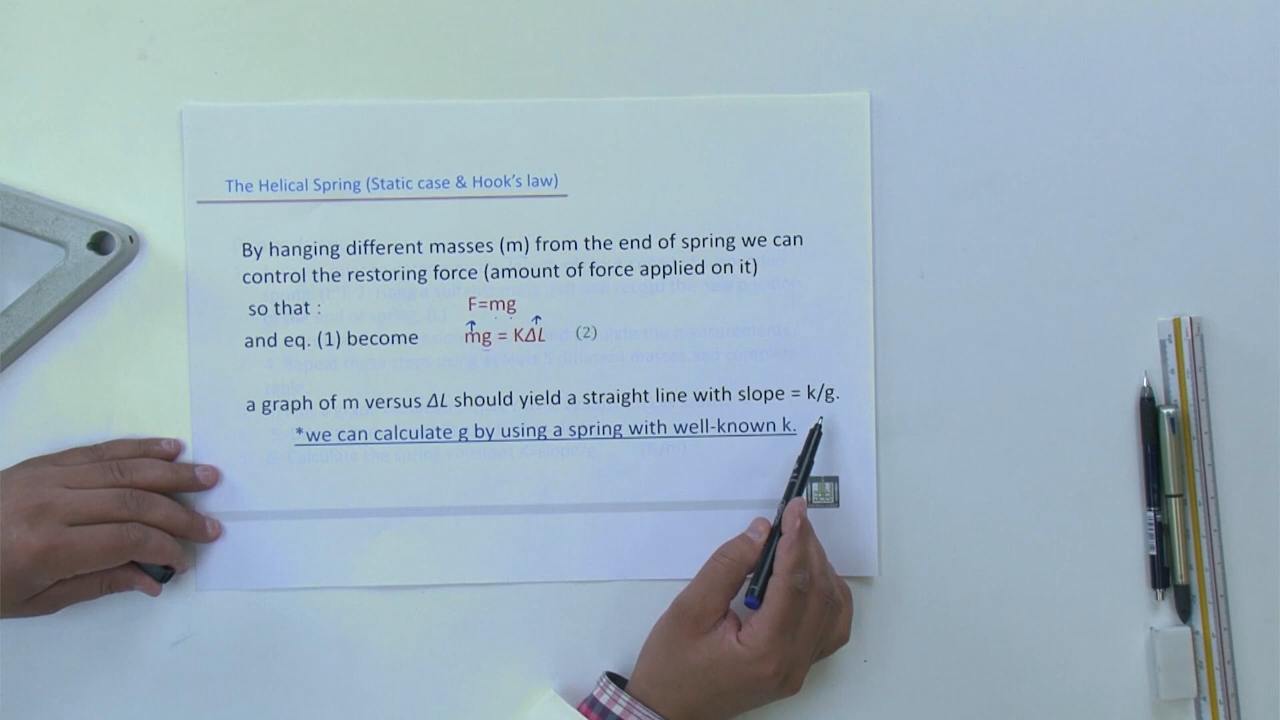 The Helical Spring (Static case & Hook's law)
By hanging different masses (m) from the end of spring we can
control the restoring force (amount of force applied on it)
so that :
F=mg
and eq. (1) become mg = KΔL (2)
a graph of m versus ΔL should yield a straight line with slope = k/g.
*we can calculate g by using a spring with well-known k.